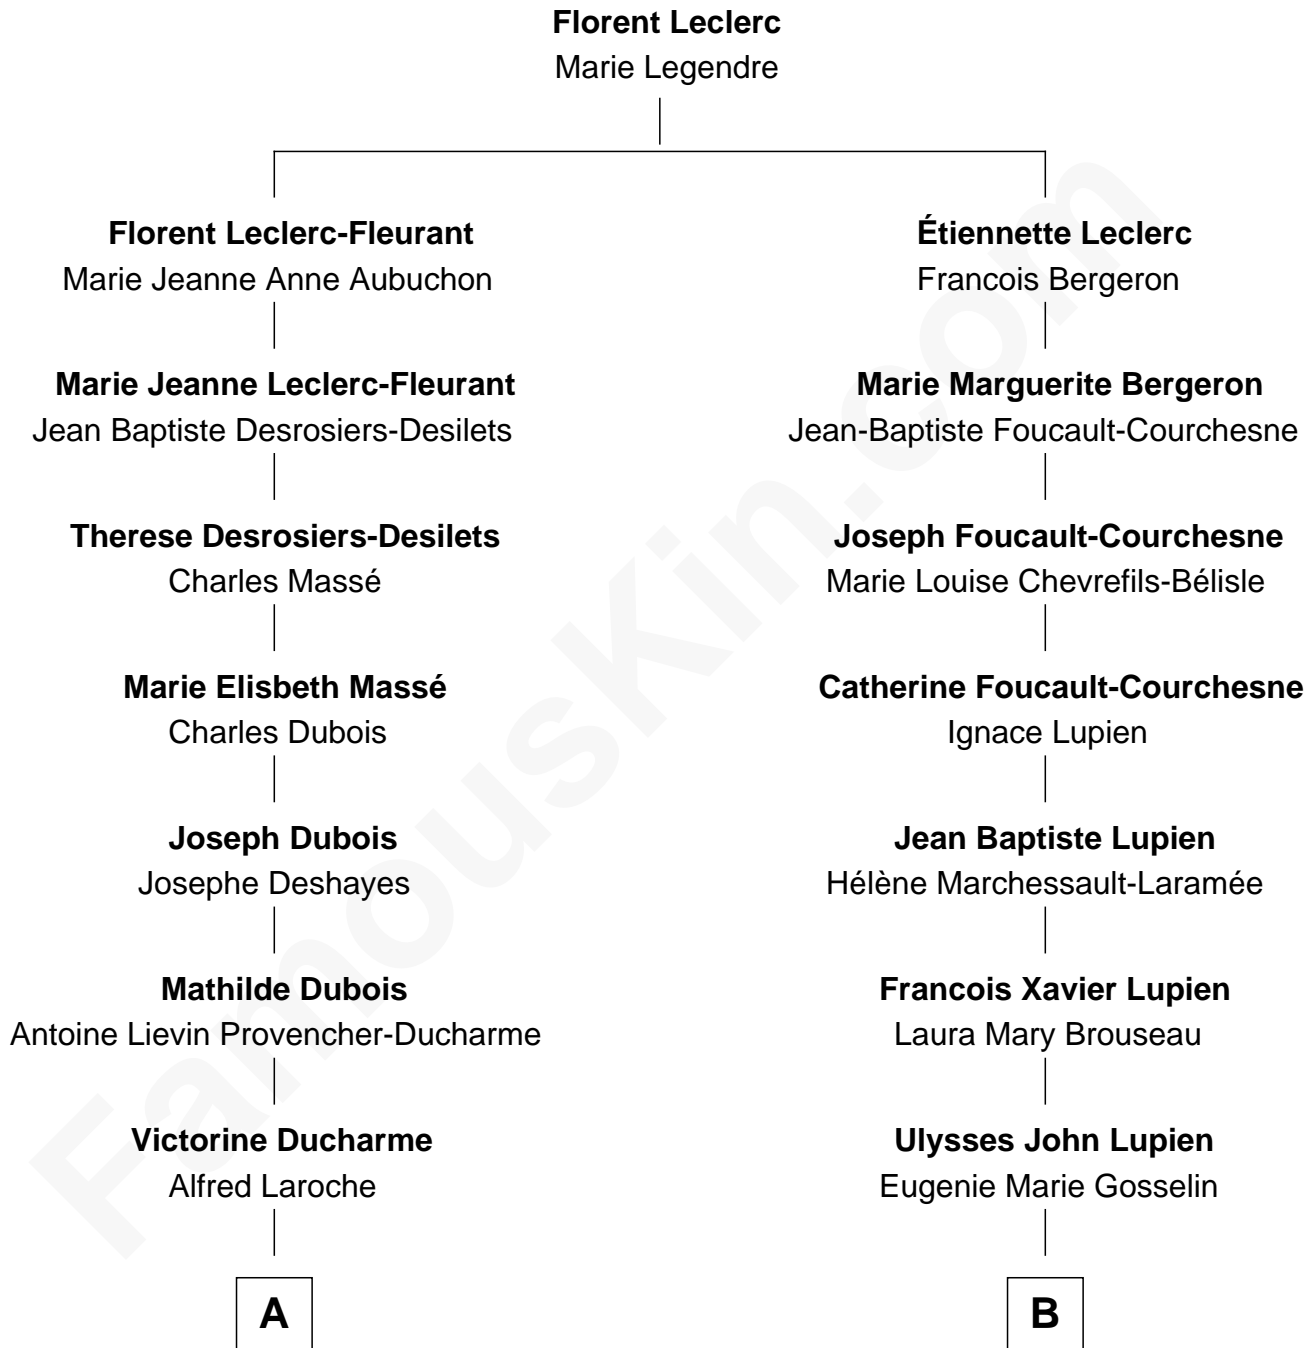 Florent Leclerc
Marie Legendre
Florent Leclerc-Fleurant
Marie Jeanne Anne Aubuchon
Étiennette Leclerc
Francois Bergeron
Marie Jeanne Leclerc-Fleurant
Jean Baptiste Desrosiers-Desilets
Marie Marguerite Bergeron
Jean-Baptiste Foucault-Courchesne
Therese Desrosiers-Desilets
Charles Massé
Joseph Foucault-Courchesne
Marie Louise Chevrefils-Bélisle
Marie Elisbeth Massé
Charles Dubois
Catherine Foucault-Courchesne
Ignace Lupien
Joseph Dubois
Josephe Deshayes
Jean Baptiste Lupien
Hélène Marchessault-Laramée
Mathilde Dubois
Antoine Lievin Provencher-Ducharme
Francois Xavier Lupien
Laura Mary Brouseau
Victorine Ducharme
Alfred Laroche
Ulysses John Lupien
Eugenie Marie Gosselin
A
B
FamousKin.com